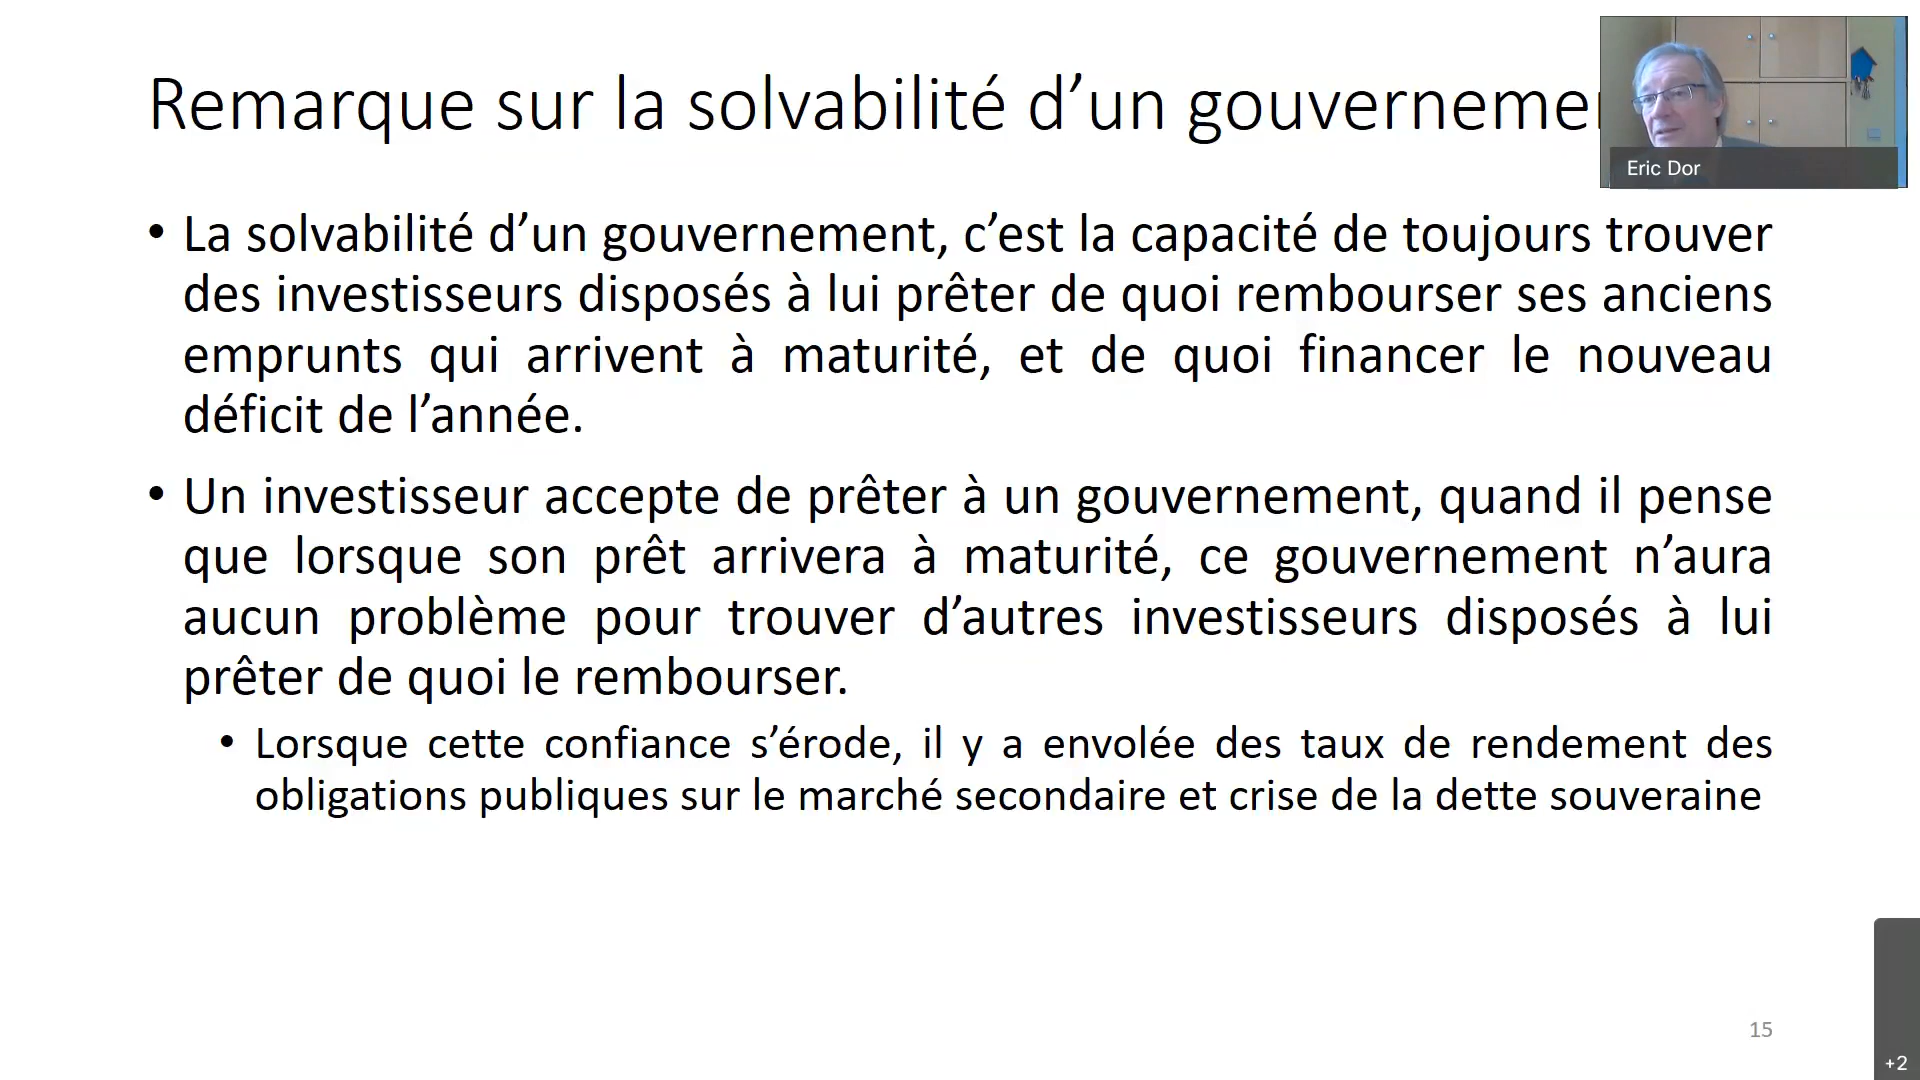 Remarque sur la solvabilité d’un
Eric Dor
• La solvabilité d’un gouvernement, c’est la capacité de toujours trouver
des investisseurs disposés à lui prêter de quoi rembourser ses anciens
emprunts qui arrivent à maturité, et de quoi financer le nouveau
déficit de l’année.
• Un investisseur accepte de prêter à un gouvernement, quand il pense
que lorsque son prêt arrivera à maturité, ce gouvernement n’aura
aucun problème pour trouver d’autres investisseurs disposés à lui
prêter de quoi le rembourser.
• Lorsque cette confiance s’érode, il y a envolée des taux de rendement des
obligations publiques sur le marché secondaire et crise de la dette souveraine
15
+2